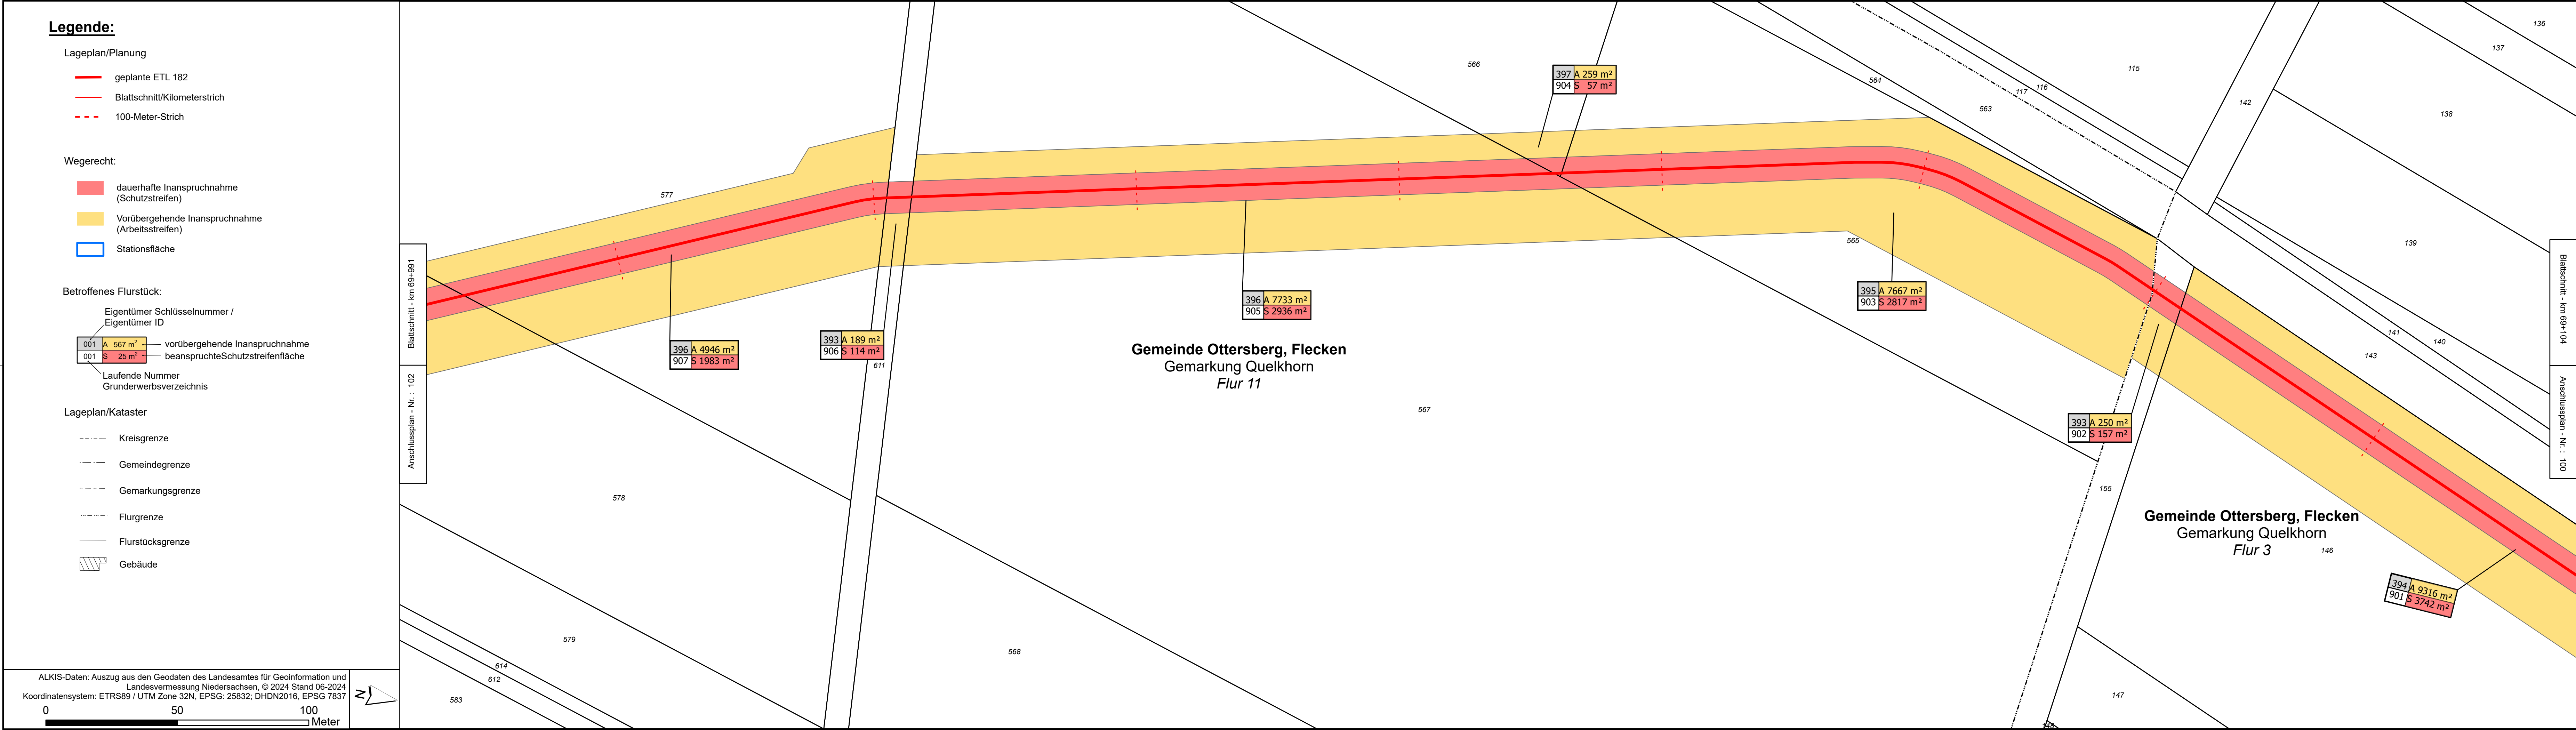 Legende:
Lageplan/Planung
geplante ETL 182
Blattschnitt/Kilometerstrich
100-Meter-Strich
Wegerecht:
dauerhafte Inanspruchnahme
(Schutzstreifen)
Vorübergehende Inanspruchnahme
(Arbeitsstreifen)
Stationsfläche
Betroffenes Flurstück:
Eigentümer Schlüsselnummer /
Eigentümer ID
001 A 567 m² vorübergehende Inanspruchnahme
001 S 25 m² beanspruchteSchutzstreifenfläche
Laufende Nummer
Grunderwerbsverzeichnis
Lageplan/Kataster
Kreisgrenze
Gemeindegrenze
Gemarkungsgrenze
Flurgrenze
Flurstücksgrenze
Gebäude
ALKIS-Daten: Auszug aus den Geodaten des Landesamtes für Geoinformation und
Landesvermessung Niedersachsen, © 2024 Stand 06-2024
Koordinatensystem: ETRS89 / UTM Zone 32N, EPSG: 25832; DHDN2016, EPSG 7837
0 50 100
Meter
N
Blattschnitt - km 69+991
Anschlussplan - Nr. : 102
577
566
397 A 259 m²
904 S 57 m²
564
563
117
116
115
142
136
137
138
139
396 A 4946 m²
907 S 1983 m²
393 A 189 m²
906 S 114 m²
611
396 A 7733 m²
905 S 2936 m²
565
395 A 7667 m²
903 S 2817 m²
Gemeinde Ottersberg, Flecken
Gemarkung Quelkhorn
Flur 11
567
393 A 250 m²
902 S 157 m²
141
140
143
Blattschnitt - km 69+104
Anschlussplan - Nr. : 100
578
155
Gemeinde Ottersberg, Flecken
Gemarkung Quelkhorn
Flur 3
146
394 A 9316 m²
901 S 3742 m²
579
568
614
612
583
147
148